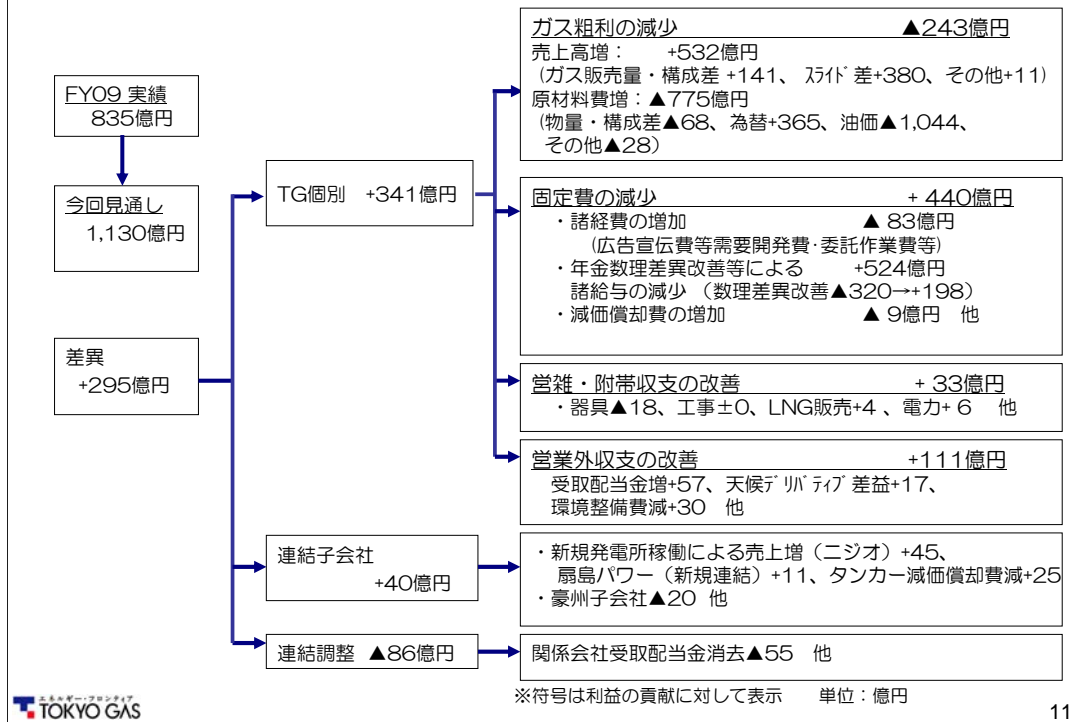 FY09 実績
835億円
今回見通し
1,130億円
差異
+295億円
TG個別 +341億円
連結子会社
+40億円
連結調整 ▲86億円
ガス粗利の減少 ▲243億円
売上高増： +532億円
(ガス販売量・構成差 +141、 ｽﾗｲﾄﾞ差+380、その他+11)
原材料費増：▲775億円
(物量・構成差▲68、為替+365、油価▲1,044、
その他▲28)
固定費の減少 + 440億円
・諸経費の増加 ▲ 83億円
(広告宣伝費等需要開発費･委託作業費等)
・年金数理差異改善等による +524億円
諸給与の減少 (数理差異改善▲320→+198)
・減価償却費の増加 ▲ 9億円 他
営雑・附帯収支の改善 + 33億円
・器具▲18、工事±0、LNG販売+4 、電力+ 6 他
営業外収支の改善 +111億円
受取配当金増+57、天候ﾃﾞﾘﾊﾞﾃｨﾌﾞ差益+17、
環境整備費減+30 他
・新規発電所稼働による売上増（ニジオ）+45、
扇島パワー（新規連結）+11、タンカー減価償却費減+25
・豪州子会社▲20 他
関係会社受取配当金消去▲55 他
※符号は利益の貢献に対して表示 単位：億円
エネルギー・フロンティア
TOKYO GAS
11